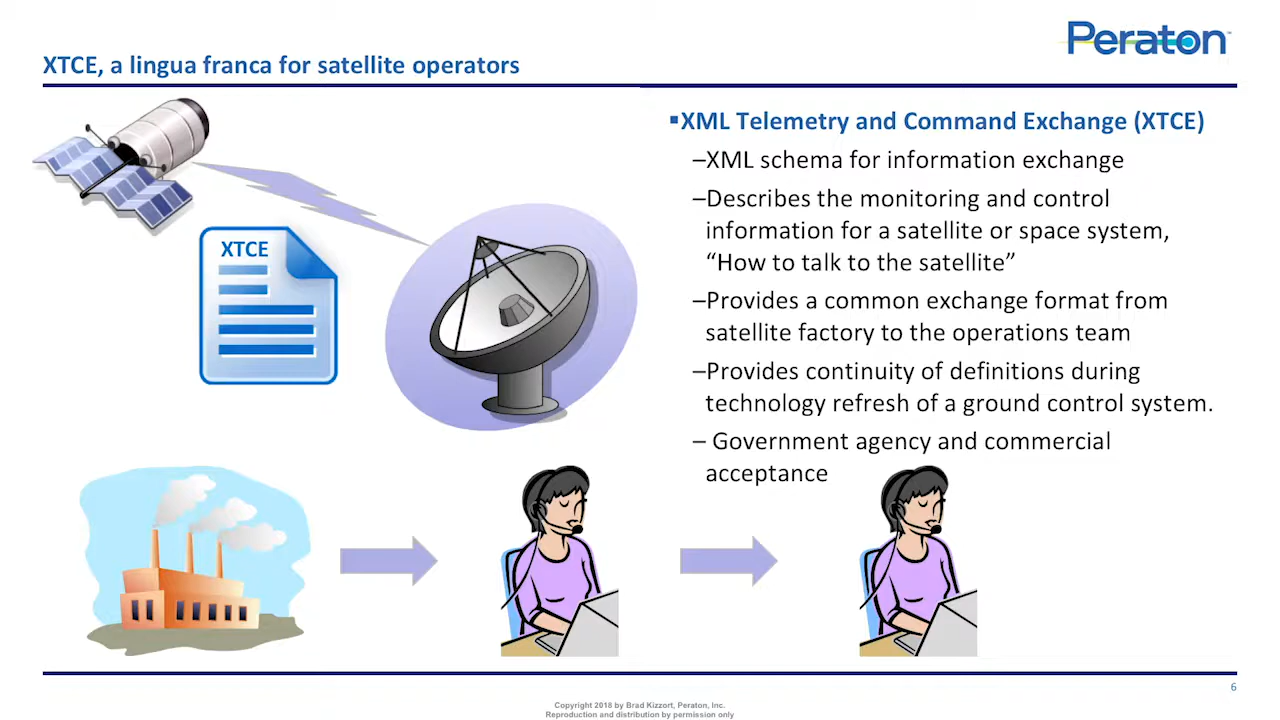 Peraton
XTCE, a lingua franca for satellite operators
XTCE
▪XML Telemetry and Command Exchange (XTCE)
–XML schema for information exchange
–Describes the monitoring and control
information for a satellite or space system,
“How to talk to the satellite”
–Provides a common exchange format from
satellite factory to the operations team
–Provides continuity of definitions during
technology refresh of a ground control system.
– Government agency and commercial
acceptance
6
Copyright 2018 by Brad Kizzort, Peraton, Inc.
Reproduction and distribution by permission only